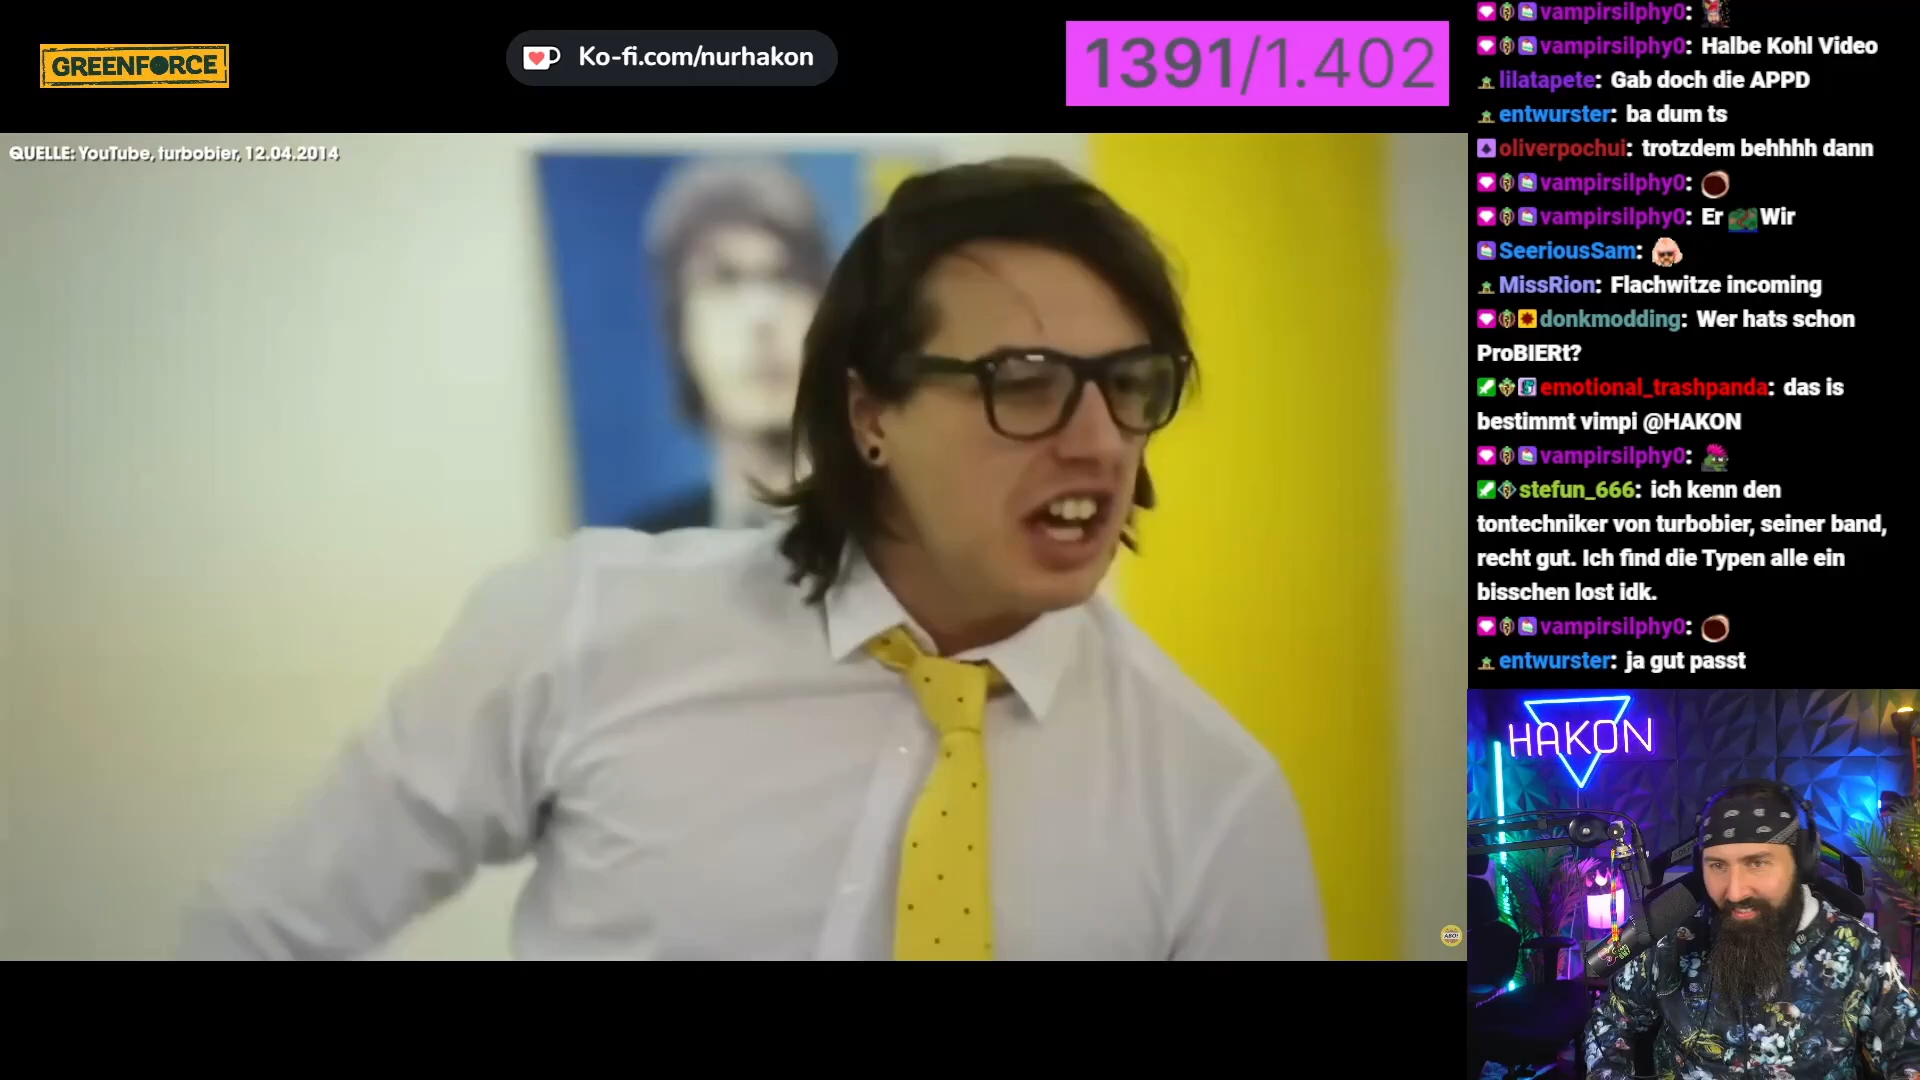 GREENFORCE
Ko-fi.com/nurhakon
1391/1.402
QUELLE: YouTube, turbobier, 12.04.2014
vampirsilphy0:
vampirsilphy0: Halbe Kohl Video
lilatapete: Gab doch die APPD
entwurster: ba dum ts
oliverpochui: trotzdem behhhh dann
vampirsilphy0:
vampirsilphy0: Er Wir
SeeriousSam:
MissRion: Flachwitze incoming
donkmodding: Wer hats schon
ProBIERt?
emotional_trashpanda: das is
bestimmt vimpi @HAKON
vampirsilphy0:
stefun_666: ich kenn den
tontechniker von turbobier, seiner band,
recht gut. Ich find die Typen alle ein
bisschen lost idk.
vampirsilphy0:
entwurster: ja gut passt
HAKON
ABO!